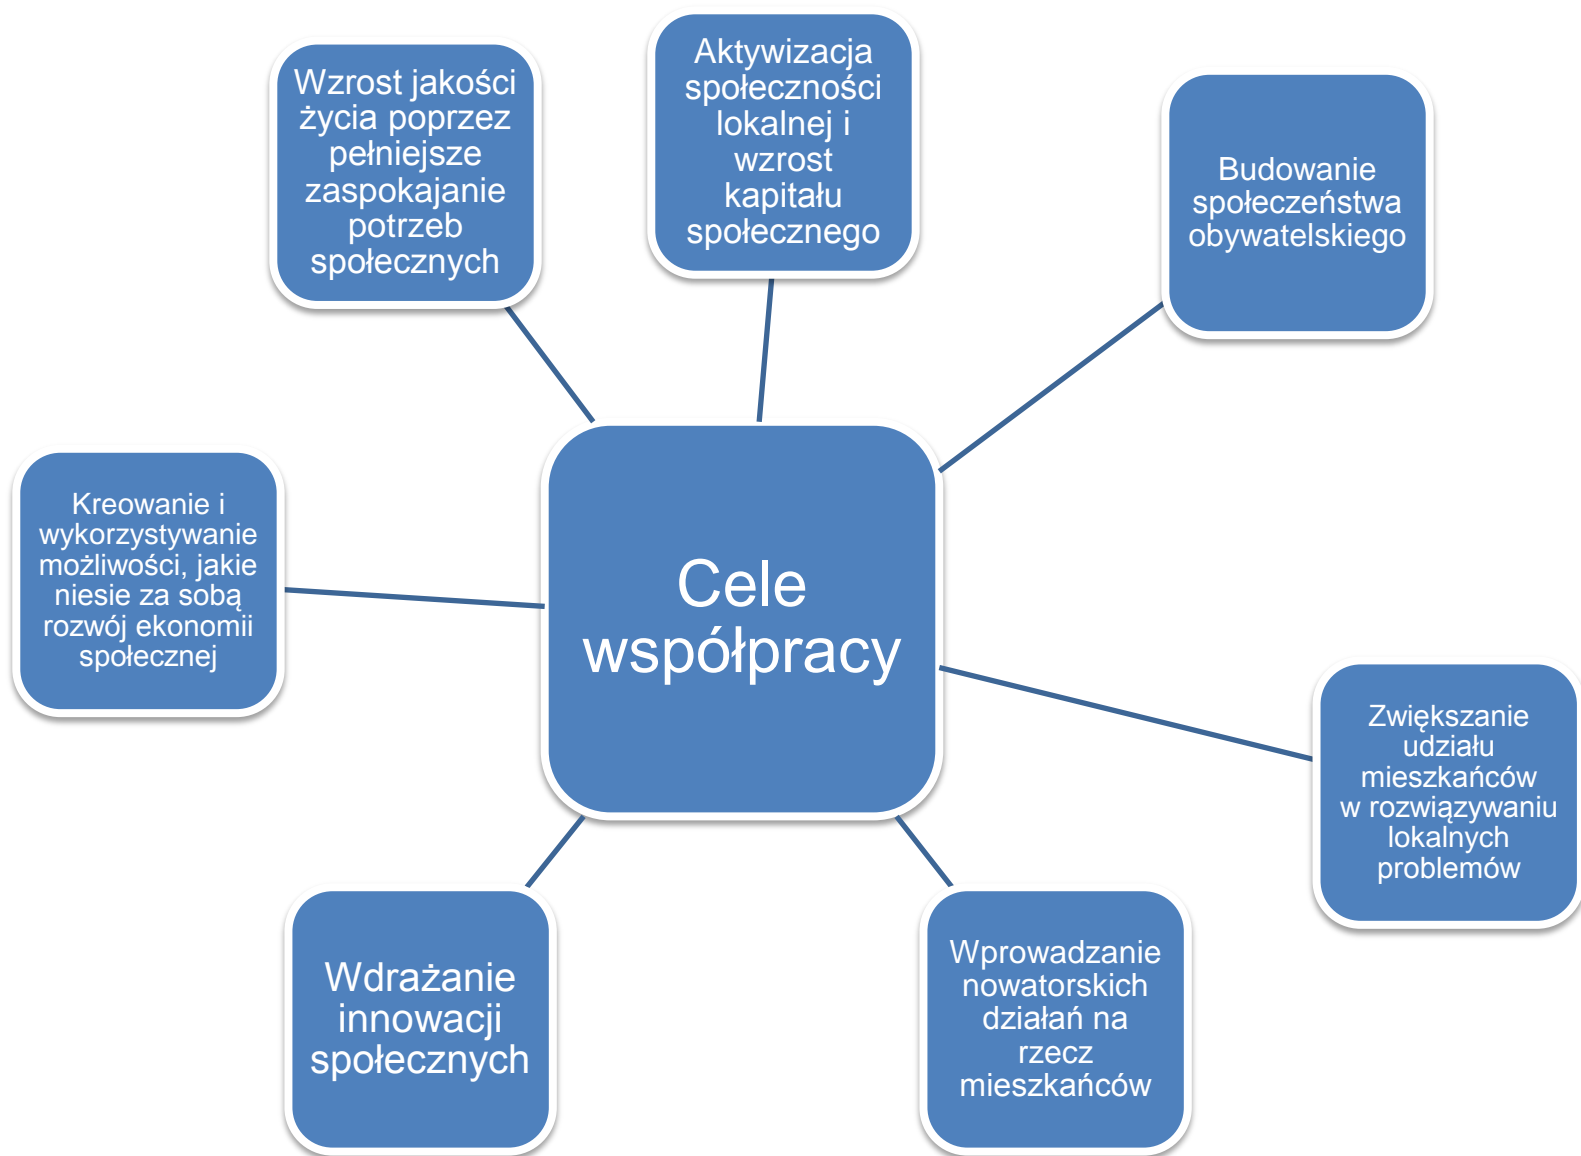 Wzrost jakości
życia poprzez
pełniejsze
zaspokajanie
potrzeb
społecznych
Aktywizacja
społeczności
lokalnej i
wzrost
kapitału
społecznego
Budowanie
społeczeństwa
obywatelskiego
Kreowanie i
wykorzystywanie
możliwości, jakie
niesie za sobą
rozwój ekonomii
społecznej
Cele
współpracy
Zwiększanie
udziału
mieszkańców
w rozwiązywaniu
lokalnych
problemów
Wdrażanie
innowacji
społecznych
Wprowadzanie
nowatorskich
działań na
rzecz
mieszkańców